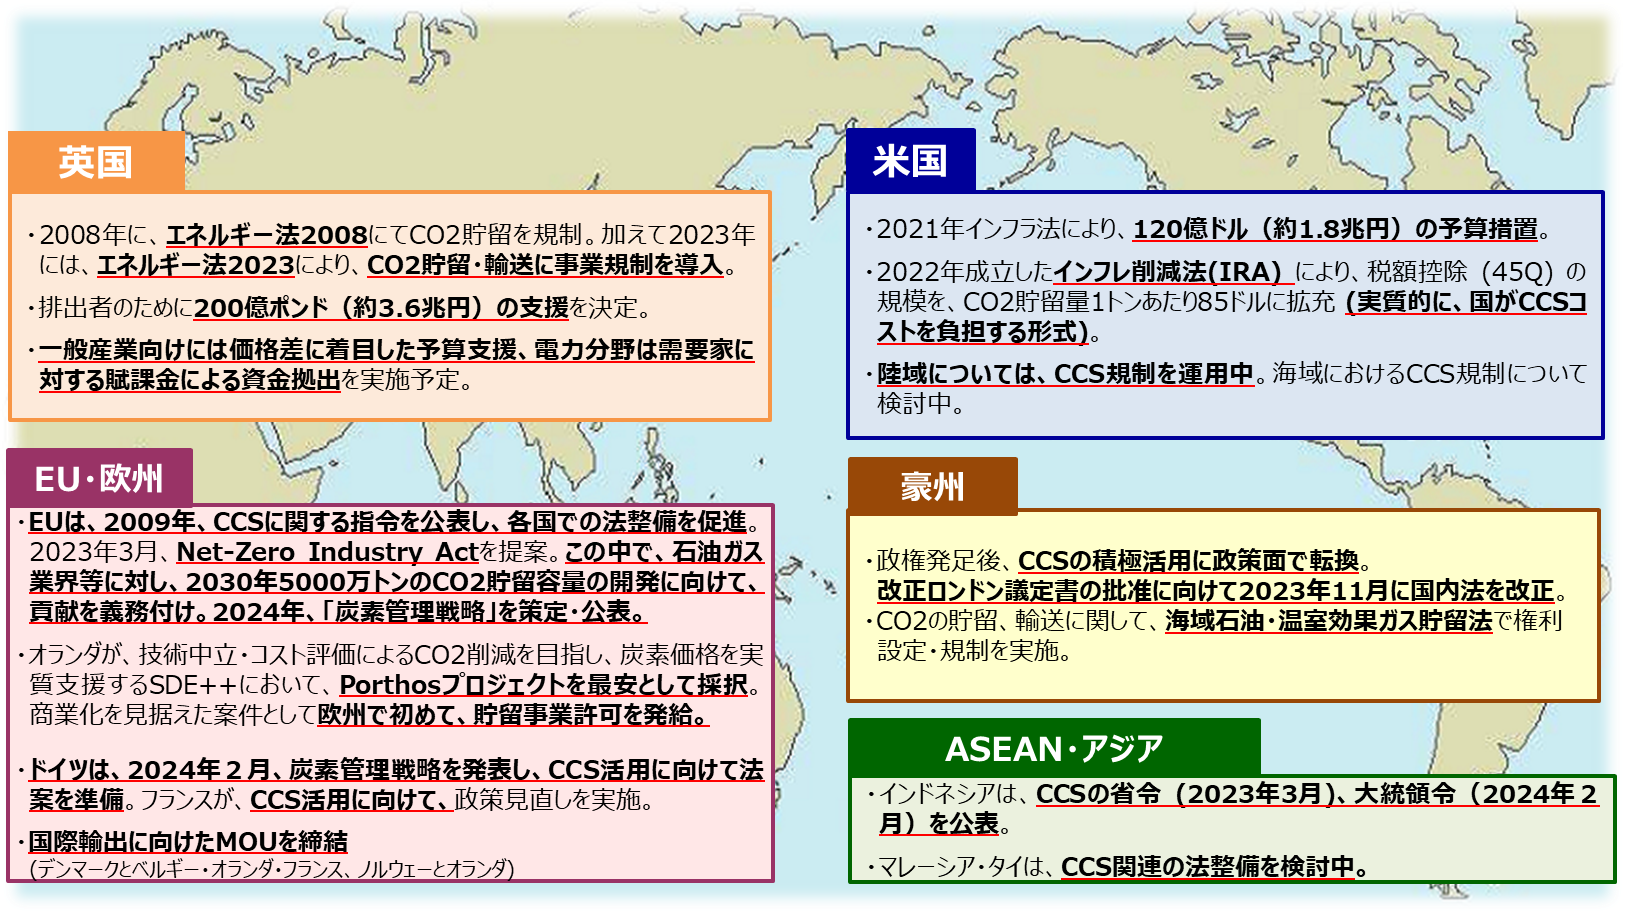 英国
・2008年に、エネルギー法2008にてCO2貯留を規制。加えて2023年
には、エネルギー法2023により、CO2貯留・輸送に事業規制を導入。
・排出者のために200億ポンド（約3.6兆円）の支援を決定。
・一般産業向けには価格差に着目した予算支援、電力分野は需要家に
対する賦課金による資金拠出を実施予定。
EU・欧州
・EUは、2009年、CCSに関する指令を公表し、各国での法整備を促進。
2023年3月、Net-Zero Industry Actを提案。この中で、石油ガス
業界等に対し、2030年5000万トンのCO2貯留容量の開発に向けて、
貢献を義務付け。2024年、「炭素管理戦略」を策定・公表。
・オランダが、技術中立・コスト評価によるCO2削減を目指し、炭素価格を実
質支援するSDE++において、Porthosプロジェクトを最安として採択。
商業化を見据えた案件として欧州で初めて、貯留事業許可を発給。
・ドイツは、2024年２月、炭素管理戦略を発表し、CCS活用に向けて法
案を準備。フランスが、CCS活用に向けて、政策見直しを実施。
・国際輸出に向けたMOUを締結
(デンマークとベルギー・オランダ・フランス、ノルウェーとオランダ)
米国
・2021年インフラ法により、120億ドル（約1.8兆円）の予算措置。
・2022年成立したインフレ削減法(IRA) により、税額控除 (45Q) の
規模を、CO2貯留量1トンあたり85ドルに拡充 (実質的に、国がCCSコ
ストを負担する形式)。
・陸域については、CCS規制を運用中。海域におけるCCS規制について
検討中。
豪州
・政権発足後、CCSの積極活用に政策面で転換。
改正ロンドン議定書の批准に向けて2023年11月に国内法を改正。
・CO2の貯留、輸送に関して、海域石油・温室効果ガス貯留法で権利
設定・規制を実施。
ASEAN・アジア
・インドネシアは、CCSの省令 (2023年3月)、大統領令（2024年２
月）を公表。
・マレーシア・タイは、CCS関連の法整備を検討中。